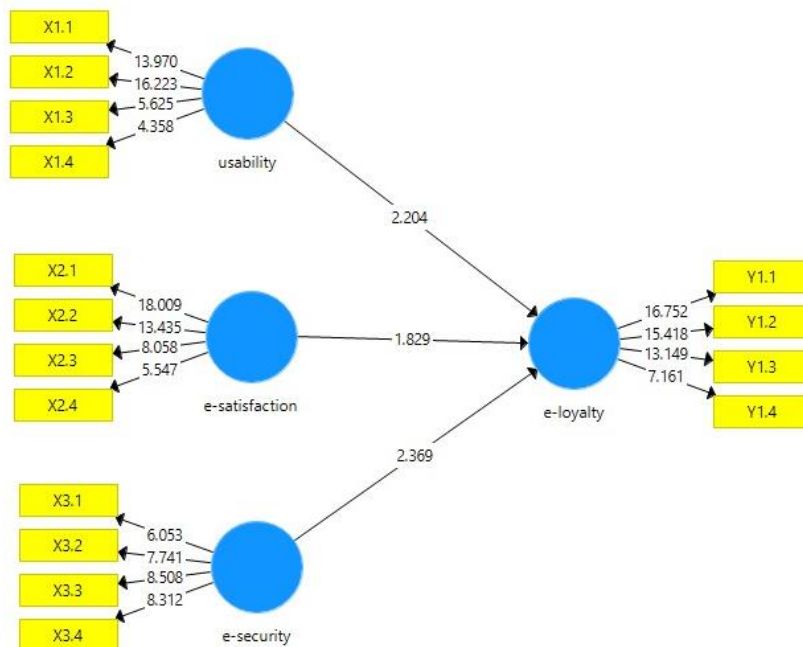 X1.1
X1.2
X1.3
X1.4
13.970
16.223
5.625
4.358
usability
2.204
X2.1
X2.2
X2.3
X2.4
18.009
13.435
8.058
5.547
e-satisfaction
1.829
X3.1
X3.2
X3.3
X3.4
6.053
7.741
8.508
8.312
e-security
2.369
e-loyalty
16.752
15.418
13.149
7.161
Y1.1
Y1.2
Y1.3
Y1.4